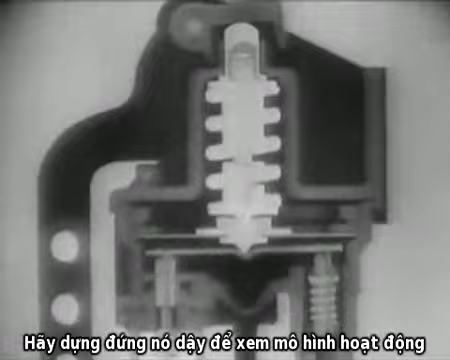 Hãy dựng đứng nó dậy để xem mô hình hoạt động